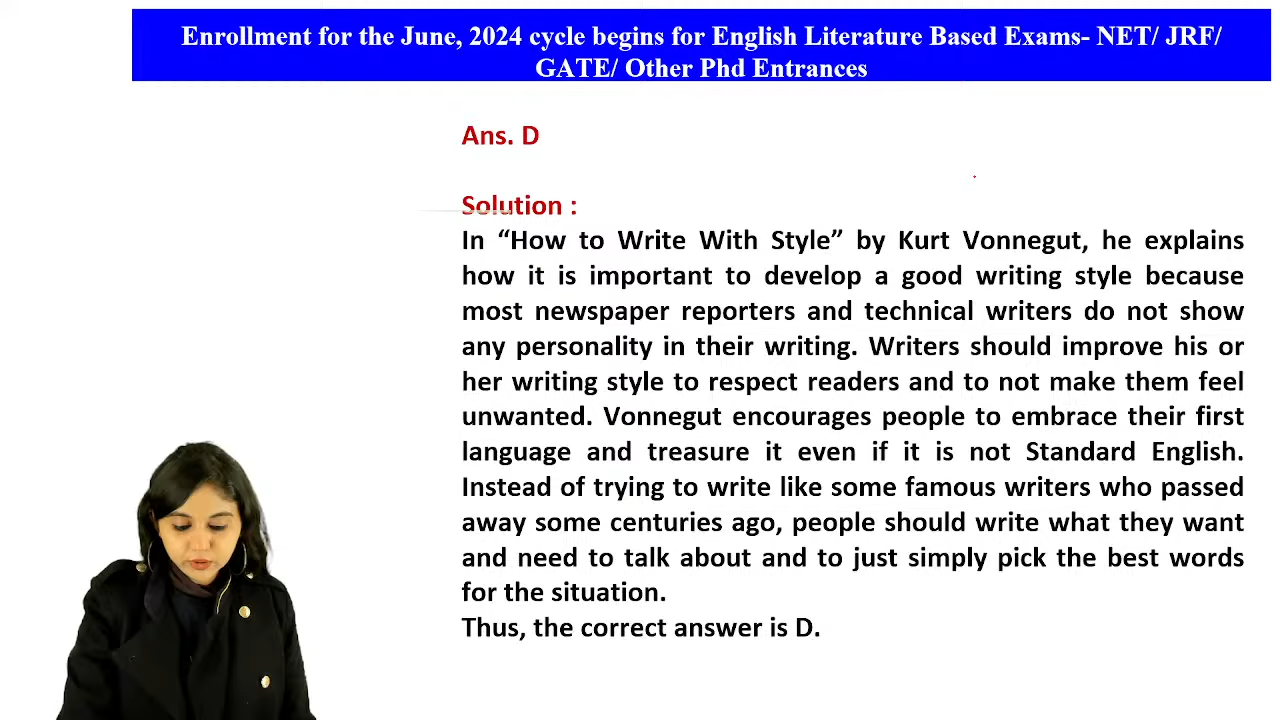 Enrollment for the June, 2024 cycle begins for English Literature Based Exams- NET/ JRF/
GATE/ Other Phd Entrances
Ans. D
Solution :
In “How to Write With Style” by Kurt Vonnegut, he explains
how it is important to develop a good writing style because
most newspaper reporters and technical writers do not show
any personality in their writing. Writers should improve his or
her writing style to respect readers and to not make them feel
unwanted. Vonnegut encourages people to embrace their first
language and treasure it even if it is not Standard English.
Instead of trying to write like some famous writers who passed
away some centuries ago, people should write what they want
and need to talk about and to just simply pick the best words
for the situation.
Thus, the correct answer is D.